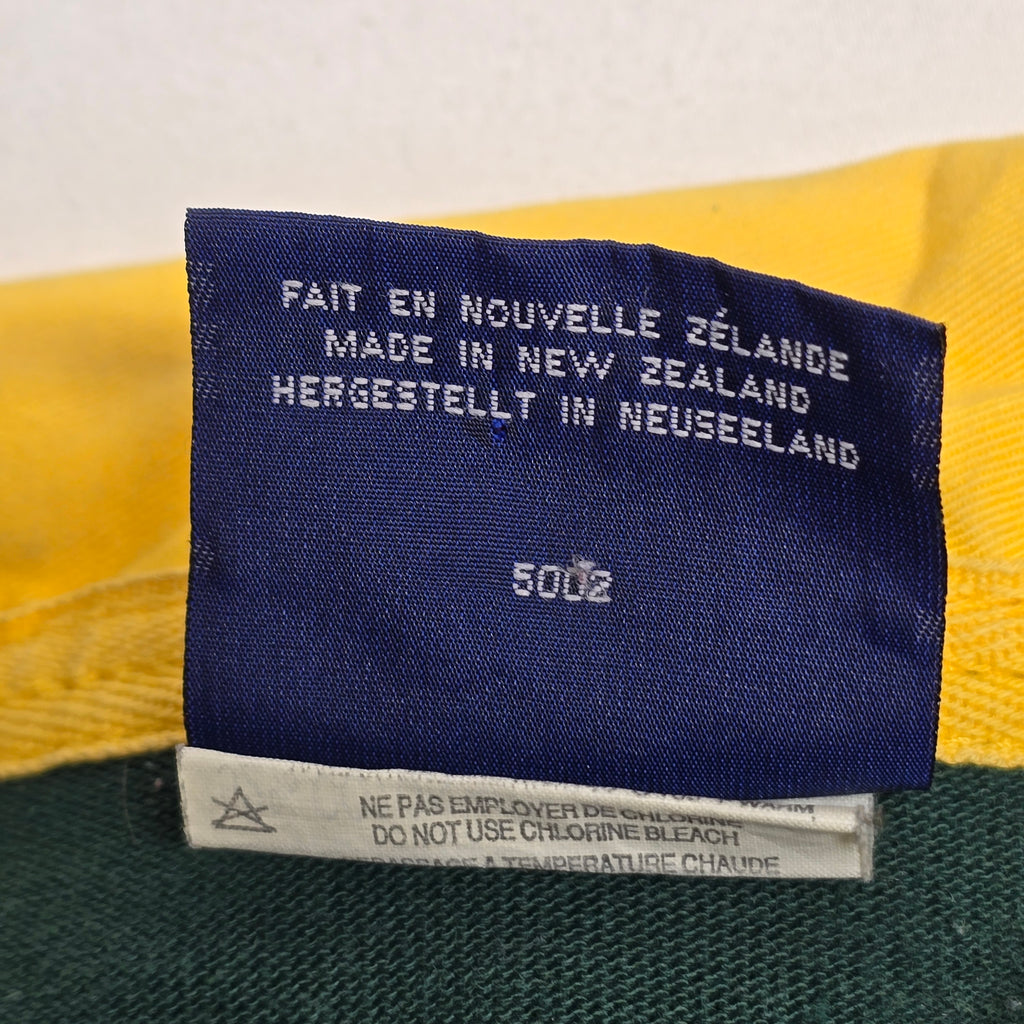 FAIT EN NOUVELLE ZÉLANDE
MADE IN NEW ZEALAND
HERGESTELLT IN NEUSEELAND
5002
NE PAS EMPLOYER DE CHLORINE
DO NOT USE CHLORINE BLEACH
REPASSAGE A TEMPERATURE CHAUDE